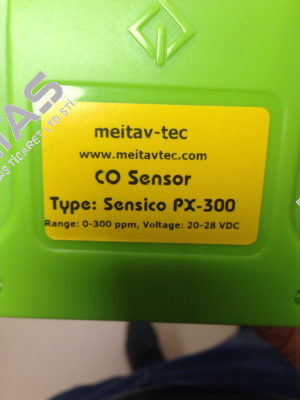 meitav-tec
www.meitavtec.com
CO Sensor
Type: Sensico PX-300
Range: 0-300 ppm, Voltage: 20-28 VDC